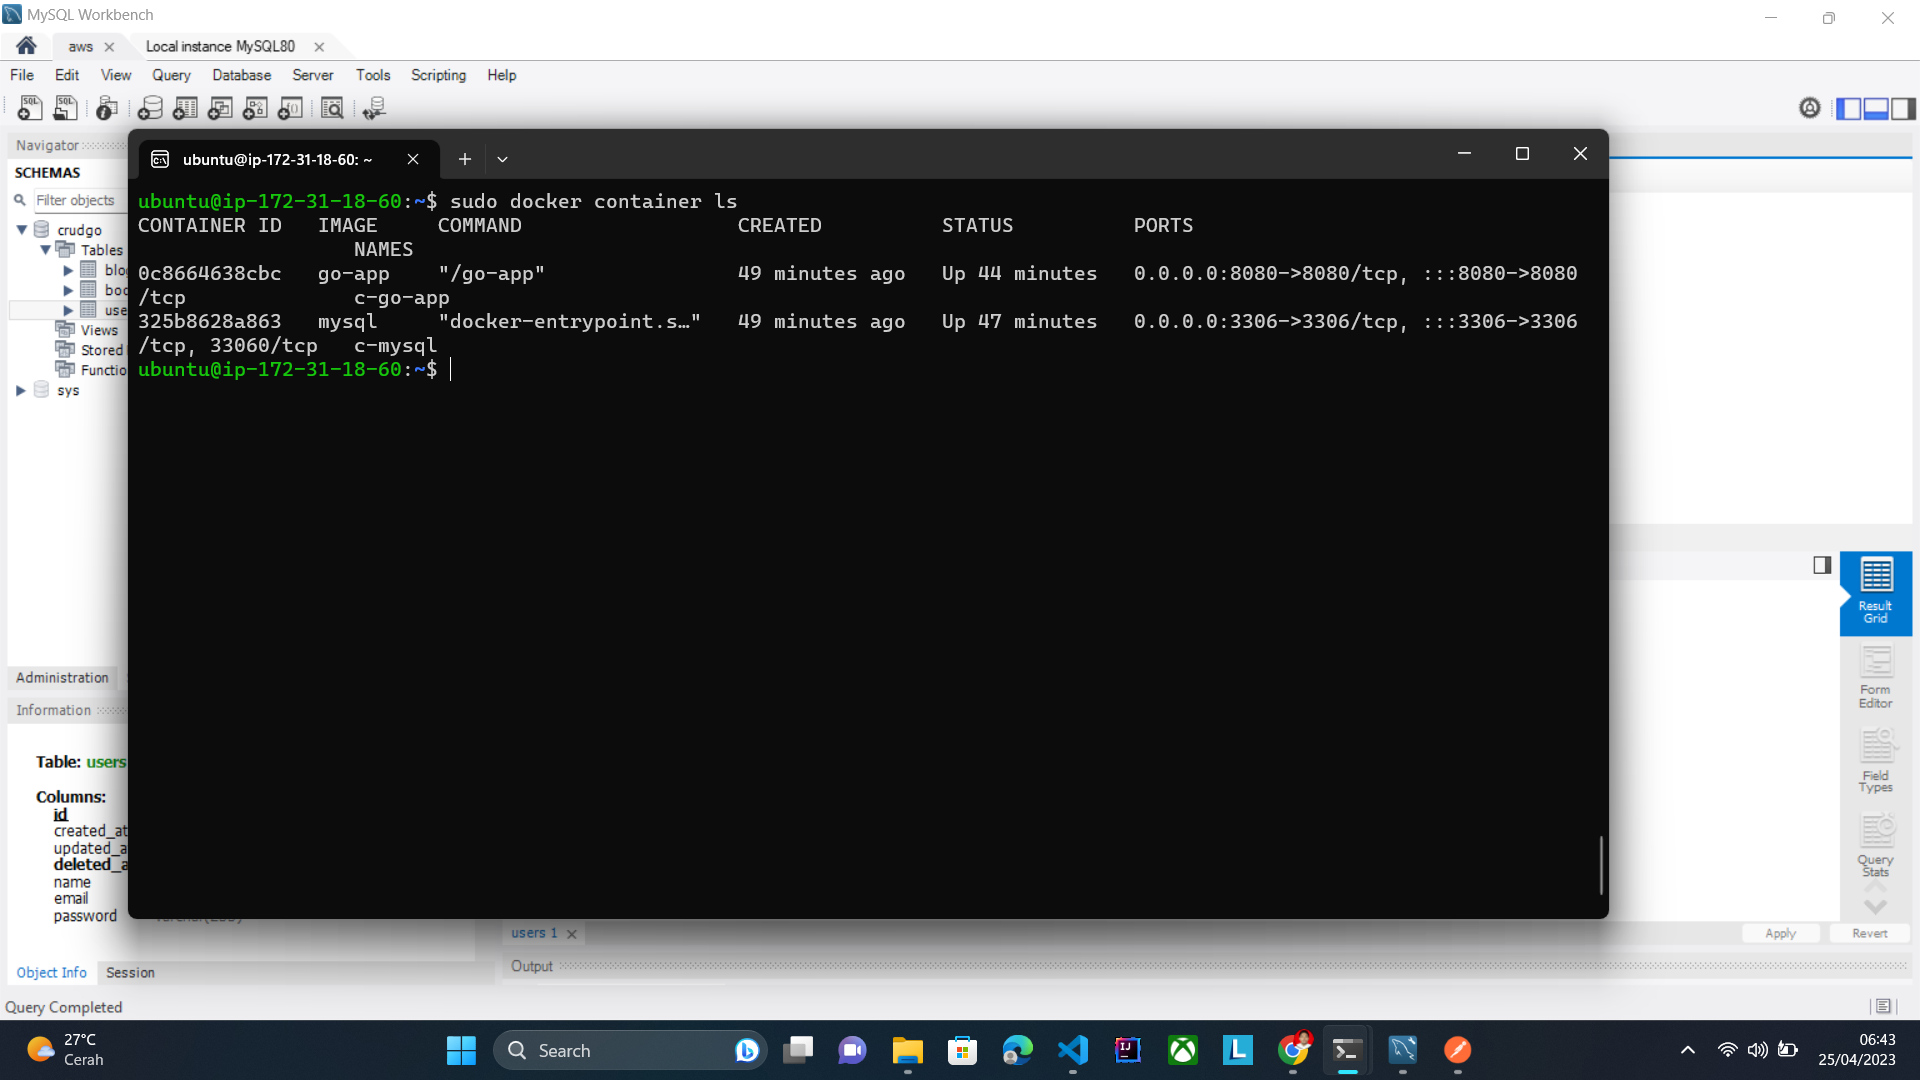 MySQL Workbench
aws
Local instance MySQL80
File Edit View Query Database Server Tools Scripting Help
Navigator
SCHEMAS
Filter objects
crudgo
Tables
blo
boo
use
Views
Stored
Functio
sys
Administration
Information
Table: users
Columns:
id
created_at
updated_a
deleted_a
name
email
password
Object Info Session
Query Completed
ubuntu@ip-172-31-18-60: ~
ubuntu@ip-172-31-18-60:~$ sudo docker container ls
CONTAINER ID IMAGE COMMAND CREATED STATUS PORTS
NAMES
0c8664638cbc go-app "/go-app" 49 minutes ago Up 44 minutes 0.0.0.0:8080->8080/tcp, :::8080->8080
/tcp c-go-app
325b8628a863 mysql "docker-entrypoint.s…" 49 minutes ago Up 47 minutes 0.0.0.0:3306->3306/tcp, :::3306->3306
/tcp, 33060/tcp c-mysql
ubuntu@ip-172-31-18-60:~$
Result
Grid
Form
Editor
Field
Types
Query
Stats
users 1
Apply Revert
Output
27°C
Cerah
Search
06:43
25/04/2023